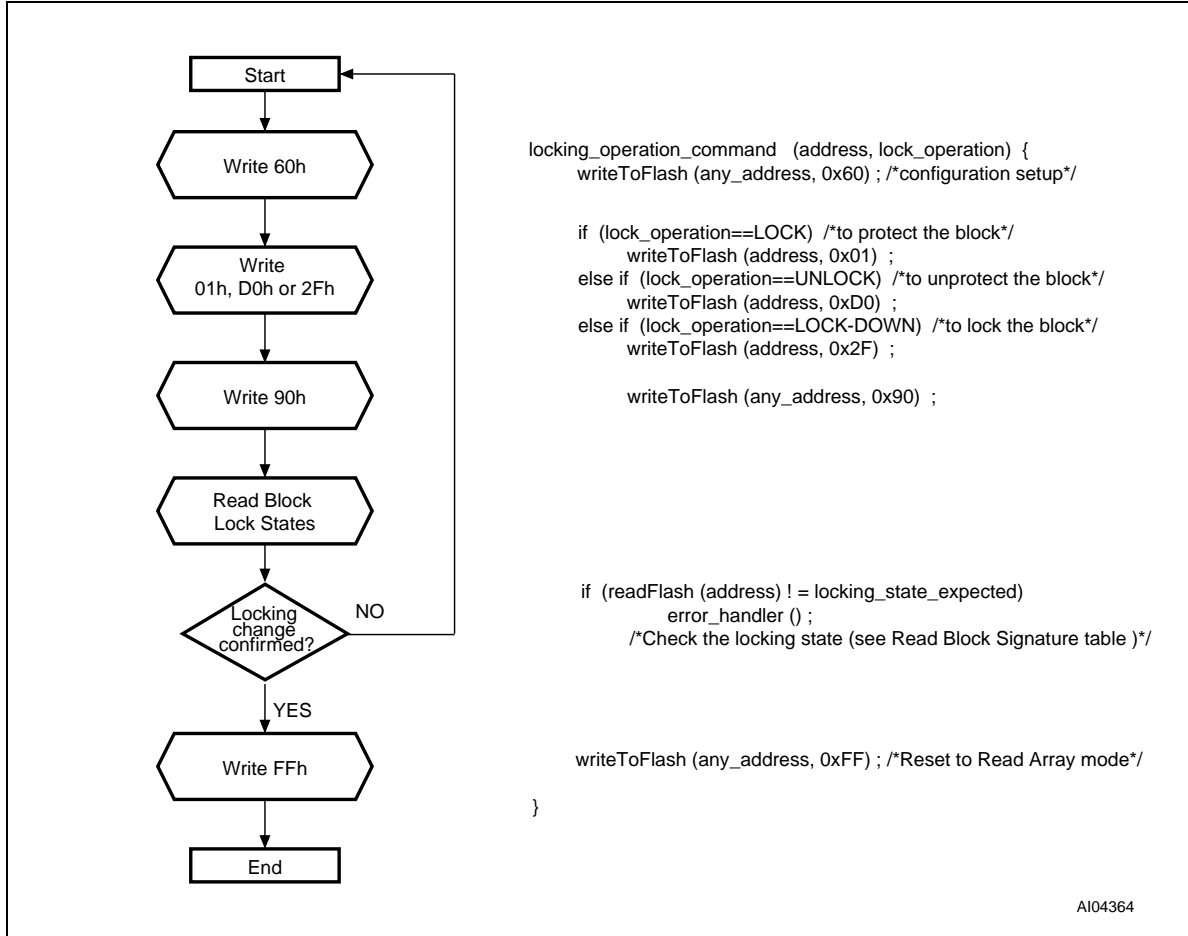 Start
Write 60h
Write
01h, D0h or 2Fh
Write 90h
Read Block
Lock States
Locking
change
confirmed?
NO
YES
Write FFh
End
locking_operation_command (address, lock_operation) {
writeToFlash (any_address, 0x60) ; /*configuration setup*/
if (lock_operation==LOCK) /*to protect the block*/
writeToFlash (address, 0x01) ;
else if (lock_operation==UNLOCK) /*to unprotect the block*/
writeToFlash (address, 0xD0) ;
else if (lock_operation==LOCK-DOWN) /*to lock the block*/
writeToFlash (address, 0x2F) ;
writeToFlash (any_address, 0x90) ;
if (readFlash (address) ! = locking_state_expected)
error_handler () ;
/*Check the locking state (see Read Block Signature table )*/
writeToFlash (any_address, 0xFF) ; /*Reset to Read Array mode*/
}
AI04364